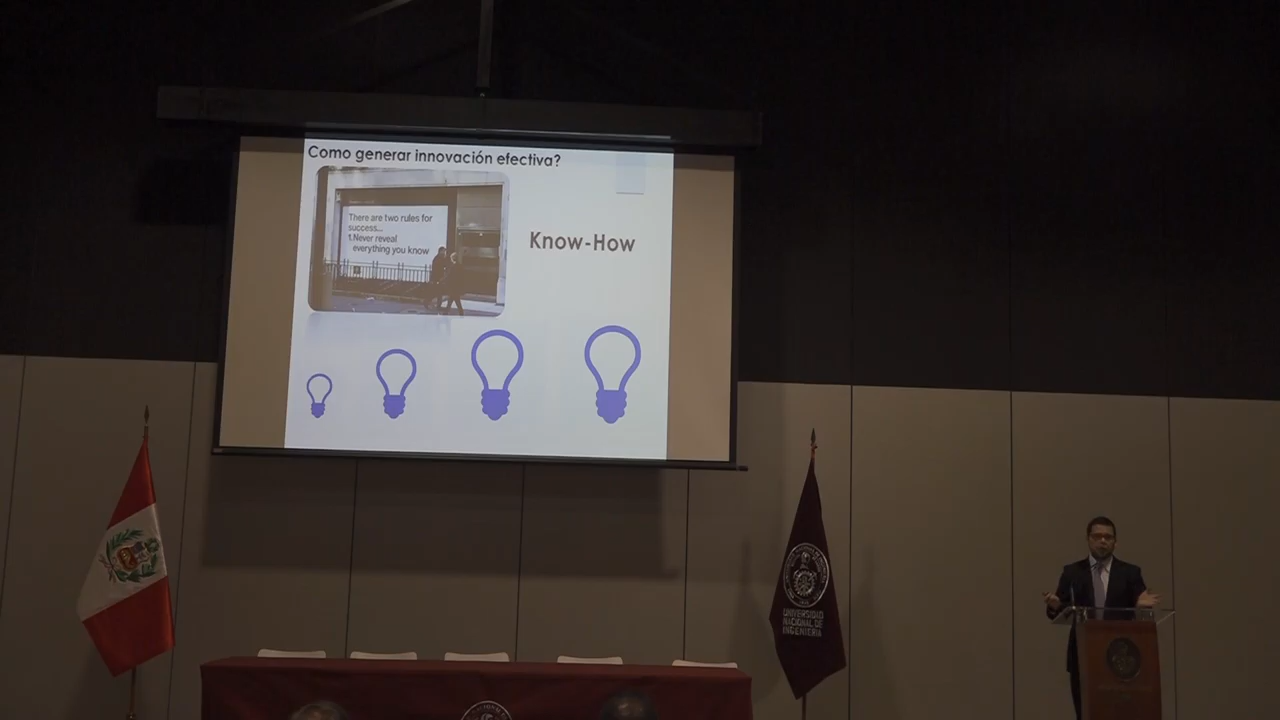 Como generar innovación efectiva?
There are two rules for
success...
1.Never reveal
everything you know
Know-How
UNIVERSIDAD
NACIONAL DE
INGENIERIA